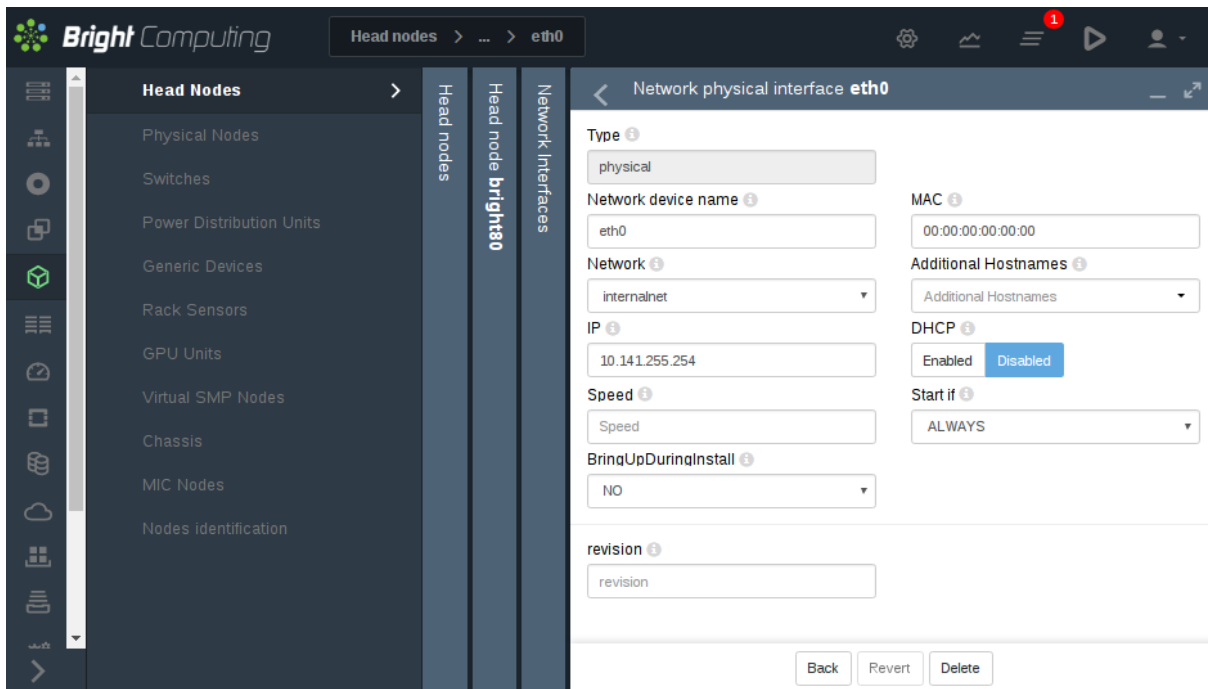 Bright Computing
Head nodes > ... > eth0
1
Head Nodes
Physical Nodes
Switches
Power Distribution Units
Generic Devices
Rack Sensors
GPU Units
Virtual SMP Nodes
Chassis
MIC Nodes
Nodes identification
Head nodes
Head node bright80
Network Interfaces
Network physical interface eth0
Type
physical
Network device name
eth0
MAC
00:00:00:00:00:00
Network
internalnet
Additional Hostnames
Additional Hostnames
IP
10.141.255.254
DHCP
Enabled Disabled
Speed
Speed
Start if
ALWAYS
BringUpDuringInstall
NO
revision
revision
Back Revert Delete